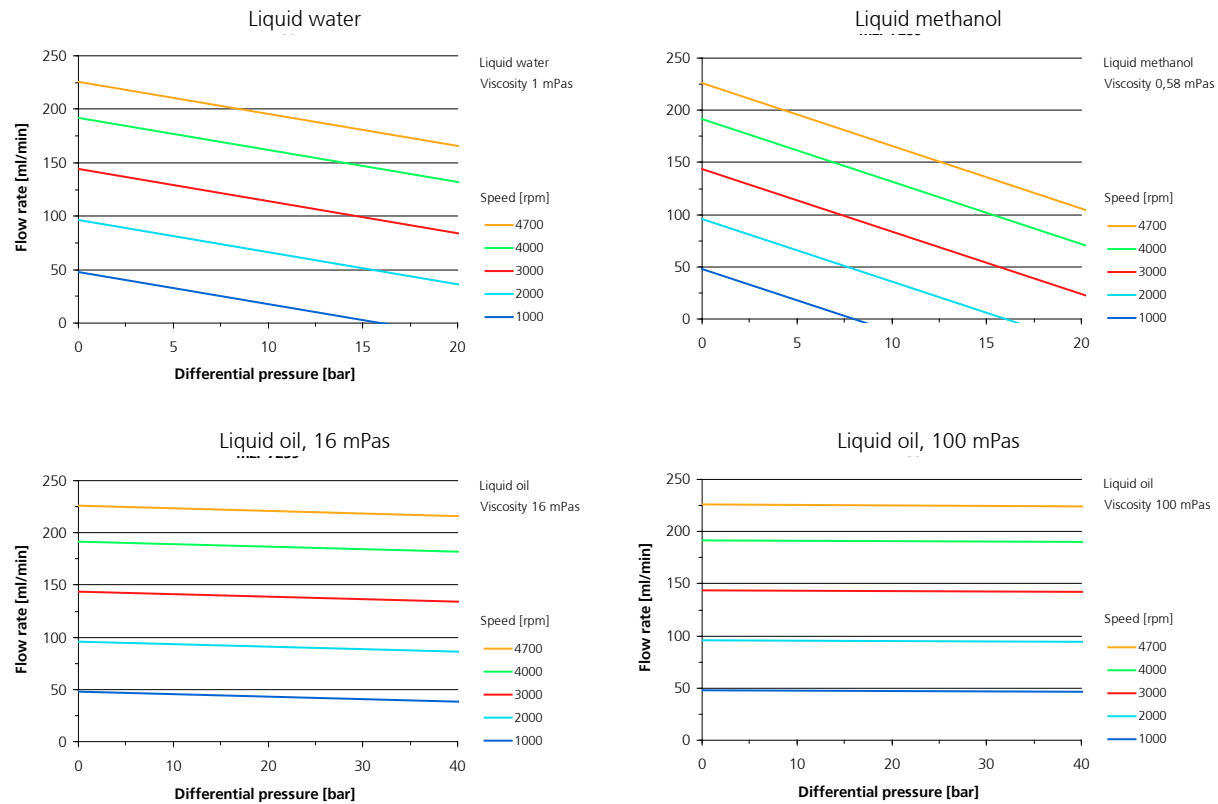 Liquid water
Liquid water
Viscosity 1 mPas
Flow rate [ml/min]
250
200
150
100
50
0
0 5 10 15 20
Differential pressure [bar]
Speed [rpm]
4700
4000
3000
2000
1000
Liquid methanol
Liquid methanol
Viscosity 0,58 mPas
250
200
150
100
50
0
0 5 10 15 20
Speed [rpm]
4700
4000
3000
2000
1000
Liquid oil, 16 mPas
Liquid oil
Viscosity 16 mPas
Flow rate [ml/min]
250
200
150
100
50
0
0 10 20 30 40
Differential pressure [bar]
Speed [rpm]
4700
4000
3000
2000
1000
Liquid oil, 100 mPas
Liquid oil
Viscosity 100 mPas
Flow rate [ml/min]
250
200
150
100
50
0
0 10 20 30 40
Differential pressure [bar]
Speed [rpm]
4700
4000
3000
2000
1000